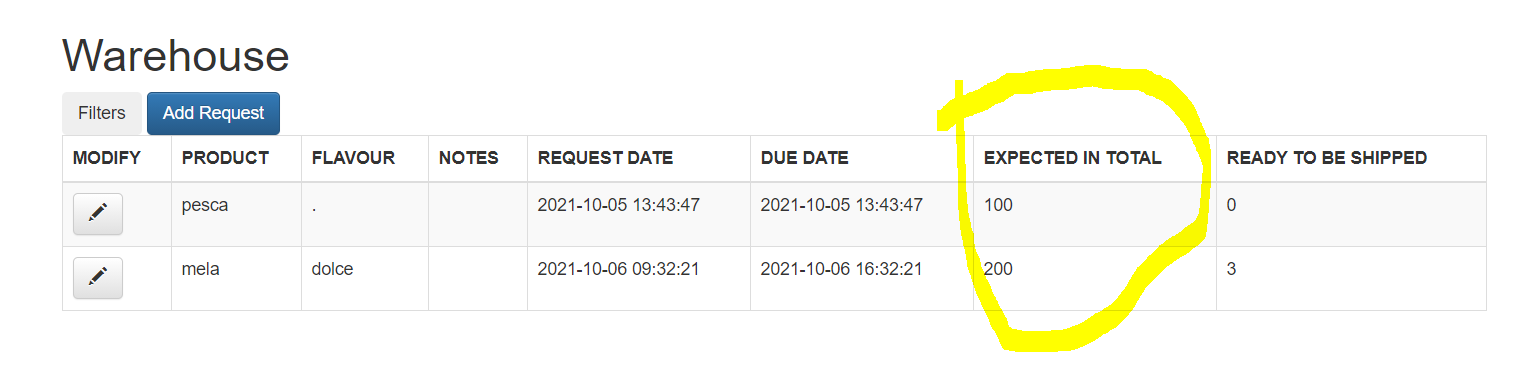 Warehouse
Filters Add Request
MODIFY PRODUCT FLAVOUR NOTES REQUEST DATE DUE DATE EXPECTED IN TOTAL READY TO BE SHIPPED
pesca . 2021-10-05 13:43:47 2021-10-05 13:43:47 100 0
mela dolce 2021-10-06 09:32:21 2021-10-06 16:32:21 200 3